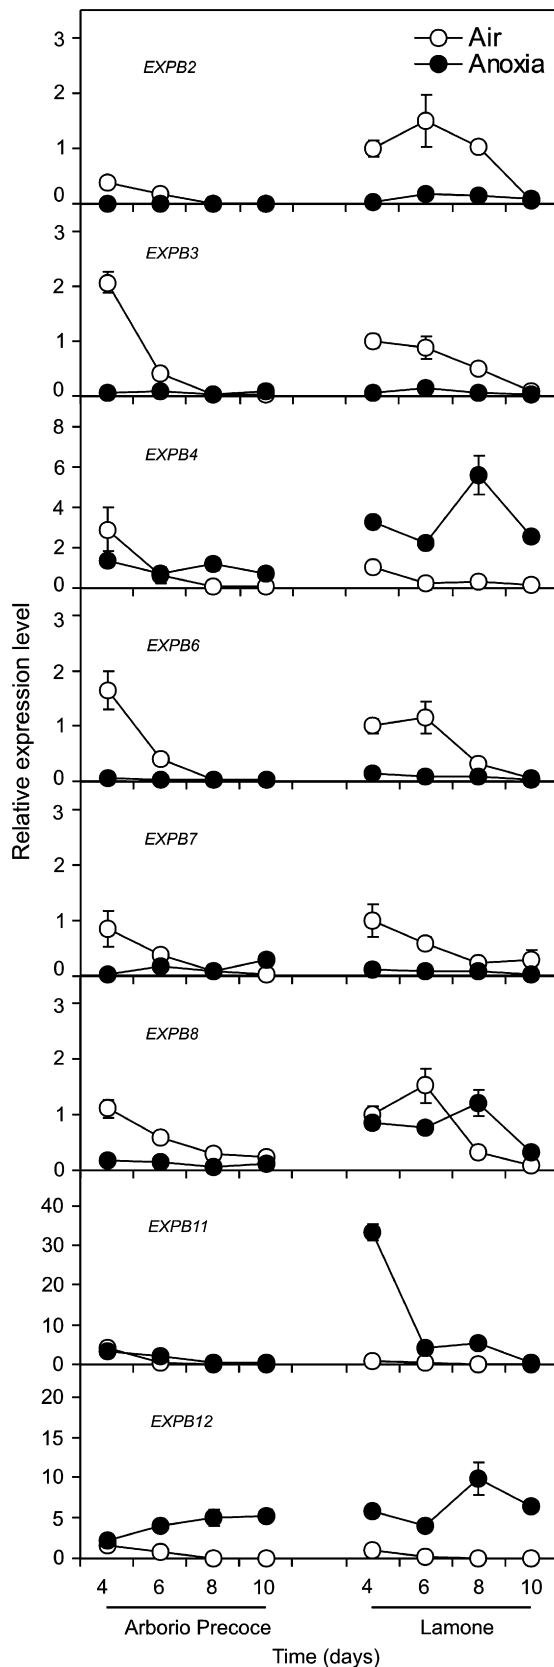 Air
Anoxia
Relative expression level
EXPB2
3
2
1
0
EXPB3
3
2
1
0
EXPB4
8
6
4
2
0
EXPB6
3
2
1
0
EXPB7
3
2
1
0
EXPB8
3
2
1
0
EXPB11
40
30
20
10
0
EXPB12
20
15
10
5
0
4 6 8 10 4 6 8 10
Arborio Precoce Lamone
Time (days)